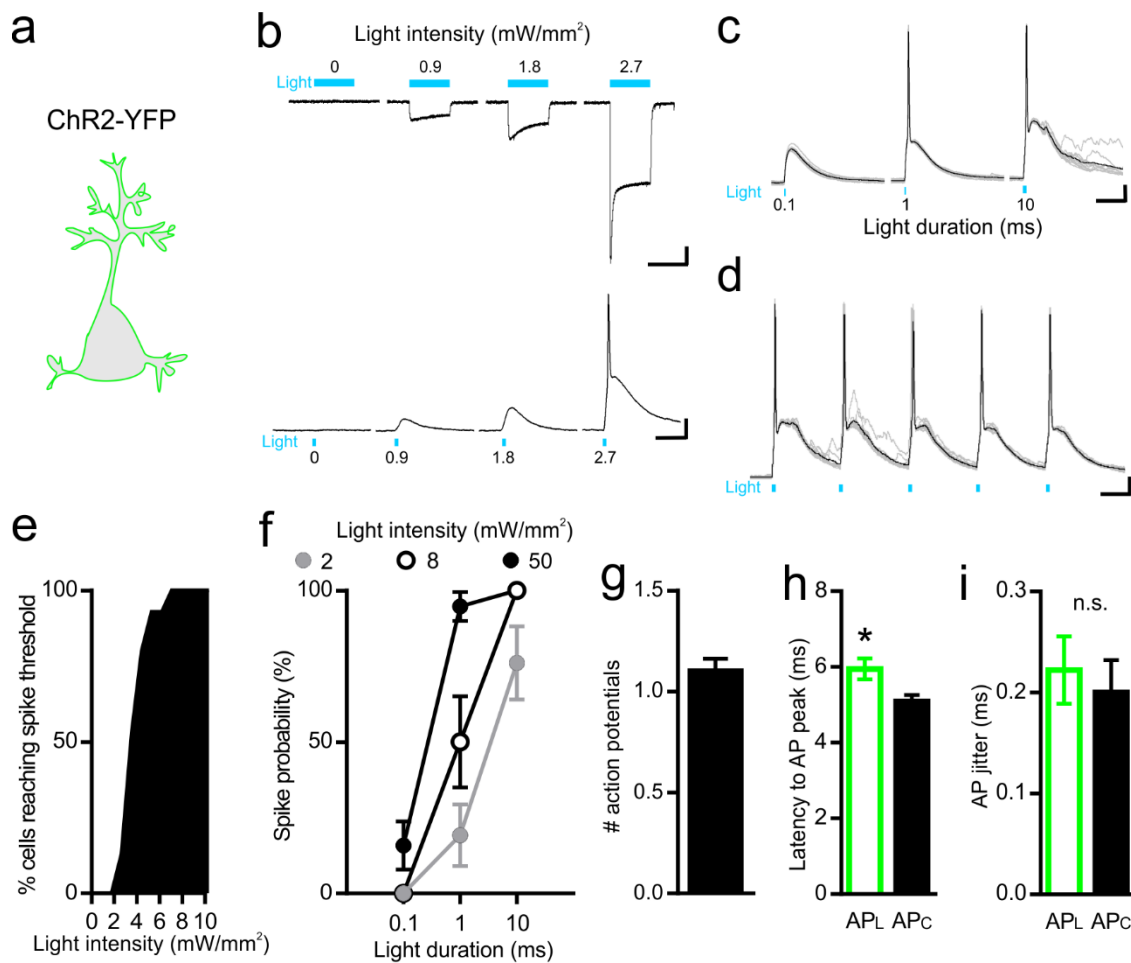 a
ChR2-YFP
b
Light intensity (mW/mm²)
0 0.9 1.8 2.7
Light
Light
0 0.9 1.8 2.7
c
Light
0.1 1 10
Light duration (ms)
d
Light
e
% cells reaching spike threshold
100
50
0
0 2 4 6 8 10
Light intensity (mW/mm²)
f
Light intensity (mW/mm²)
2 8 50
Spike probability (%)
100
50
0
0.1 1 10
Light duration (ms)
g
# action potentials
1.5
1.0
0.5
0.0
h
Latency to AP peak (ms)
8
6
4
2
0
*
APL APC
i
AP jitter (ms)
0.3
0.2
0.1
0.0
n.s.
APL APC